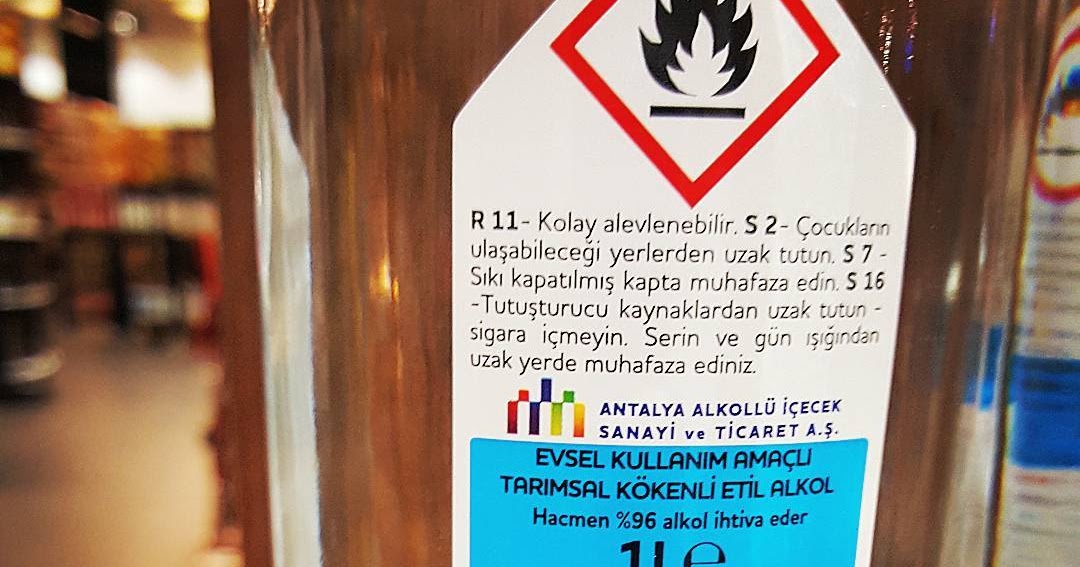 R 11- Kolay alevlenebilir. S 2- Çocukların
ulaşabileceği yerlerden uzak tutun. S 7 -
Sıkı kapatılmış kapta muhafaza edin. S 16
-Tutuşturucu kaynaklardan uzak tutun -
sigara içmeyin. Serin ve gün ışığından
uzak yerde muhafaza ediniz.
ANTALYA ALKOLLÜ İÇECEK
SANAYİ ve TİCARET A.Ş.
EVSEL KULLANIM AMAÇLI
TARIMSAL KÖKENLİ ETİL ALKOL
Hacmen %96 alkol ihtiva eder
1L e